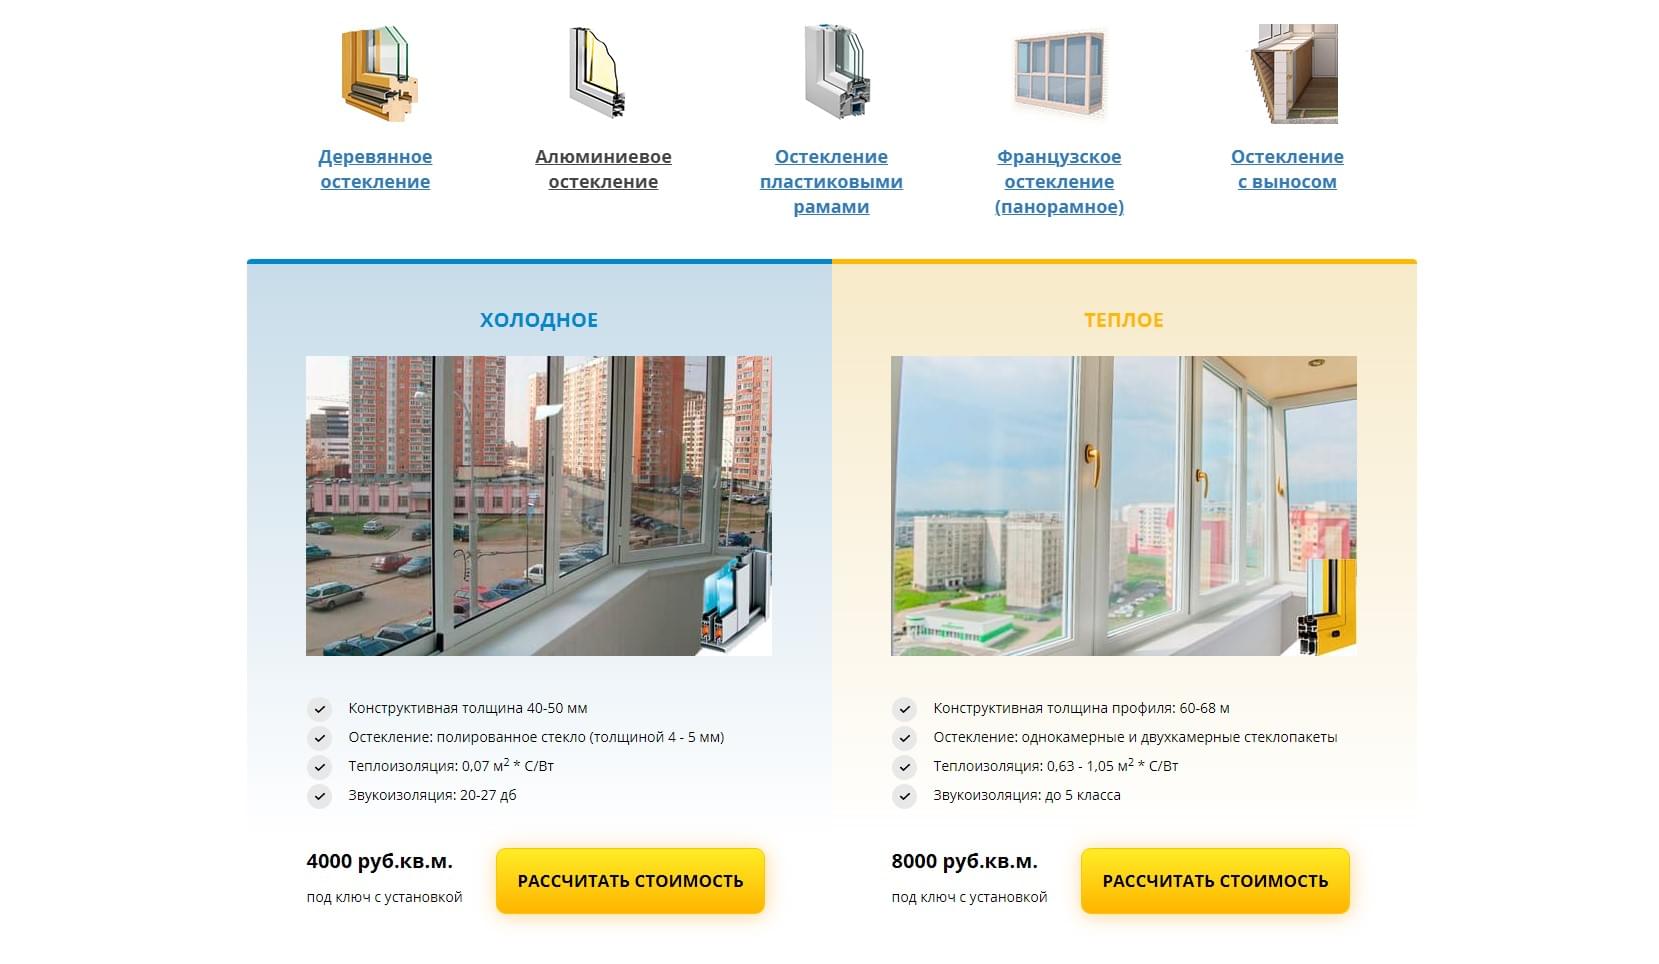 Деревянное
остекление
Алюминиевое
остекление
Остекление
пластиковыми
рамами
Французское
остекление
(панорамное)
Остекление
с выносом
ХОЛОДНОЕ
Конструктивная толщина 40-50 мм
Остекление: полированное стекло (толщиной 4 - 5 мм)
Теплоизоляция: 0,07 м² * С/Вт
Звукоизоляция: 20-27 дб
4000 руб.кв.м.
под ключ с установкой
РАССЧИТАТЬ СТОИМОСТЬ
ТЕПЛОЕ
Конструктивная толщина профиля: 60-68 м
Остекление: однокамерные и двухкамерные стеклопакеты
Теплоизоляция: 0,63 - 1,05 м² * С/Вт
Звукоизоляция: до 5 класса
8000 руб.кв.м.
под ключ с установкой
РАССЧИТАТЬ СТОИМОСТЬ